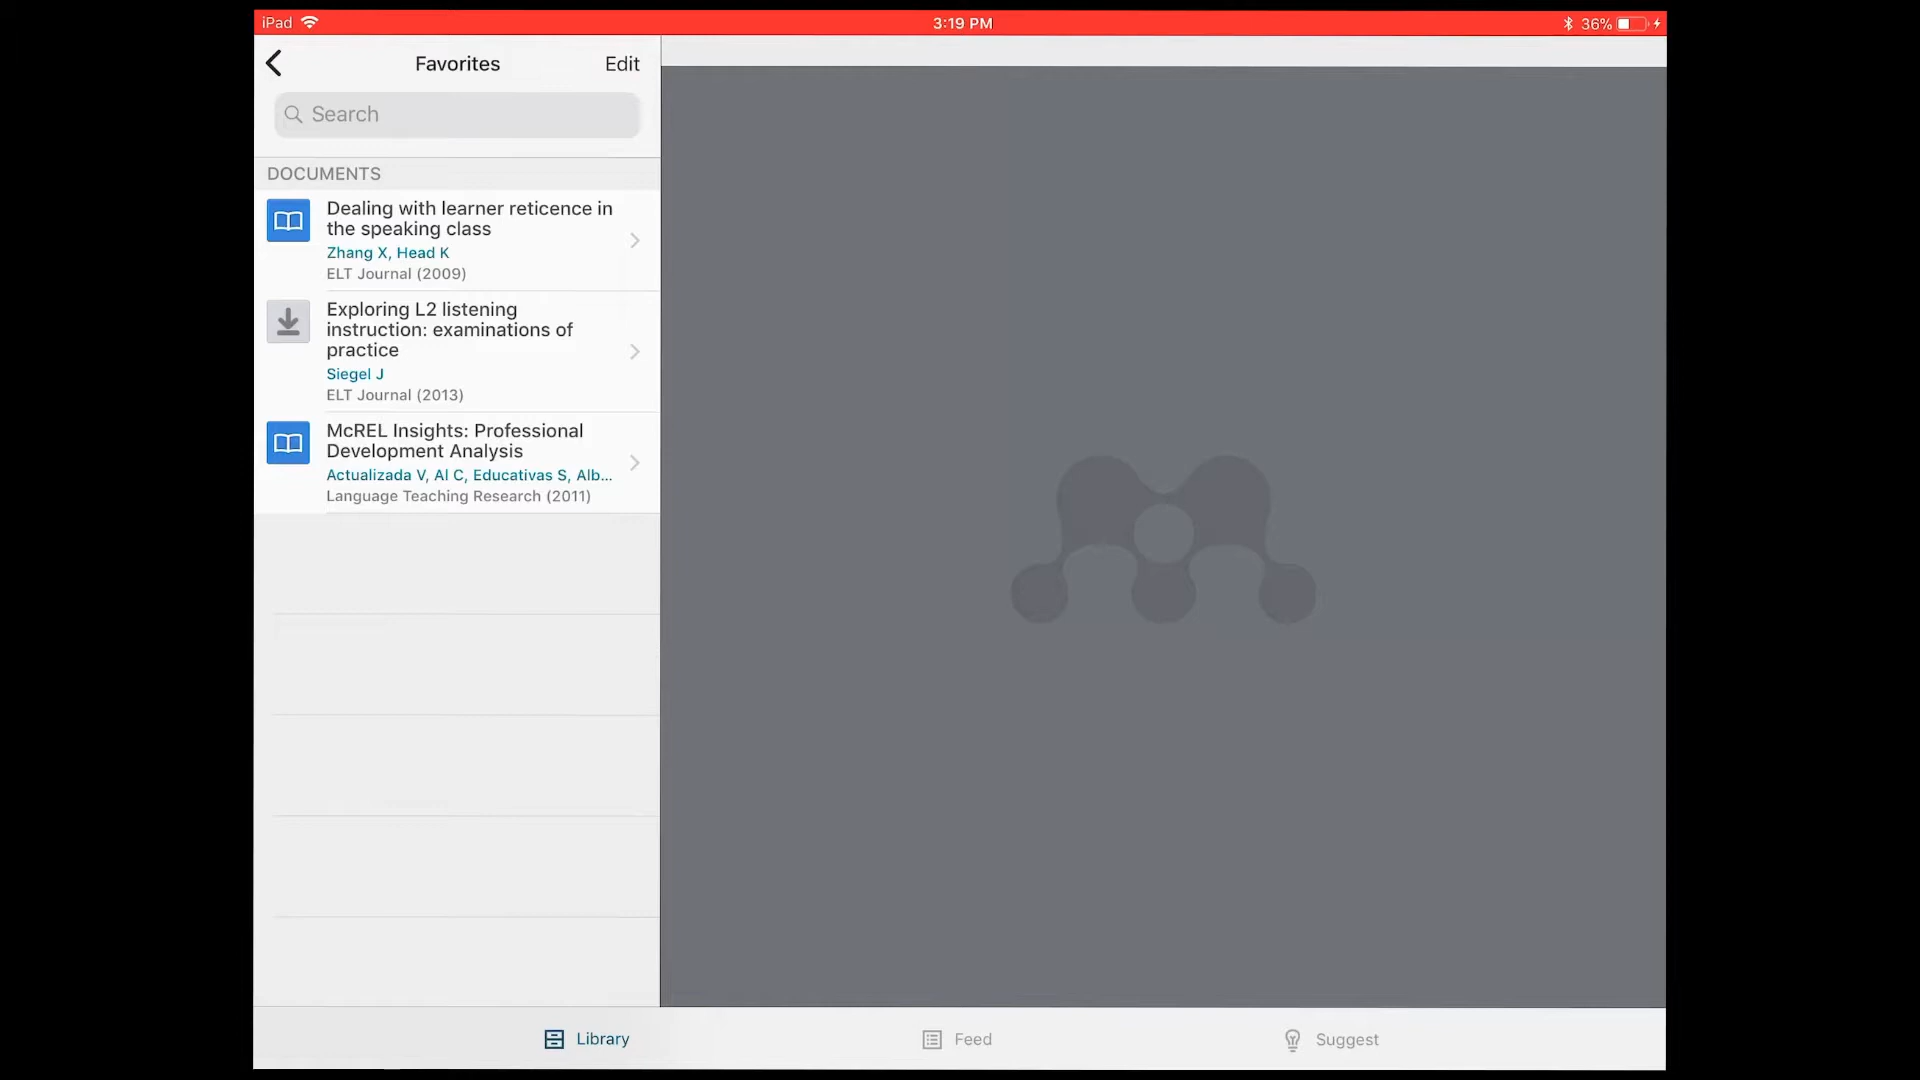 iPad
3:19 PM
36%
Favorites
Edit
Search
DOCUMENTS
Dealing with learner reticence in
the speaking class
Zhang X, Head K
ELT Journal (2009)
Exploring L2 listening
instruction: examinations of
practice
Siegel J
ELT Journal (2013)
McREL Insights: Professional
Development Analysis
Actualizada V, Al C, Educativas S, Alb...
Language Teaching Research (2011)
Library
Feed
Suggest